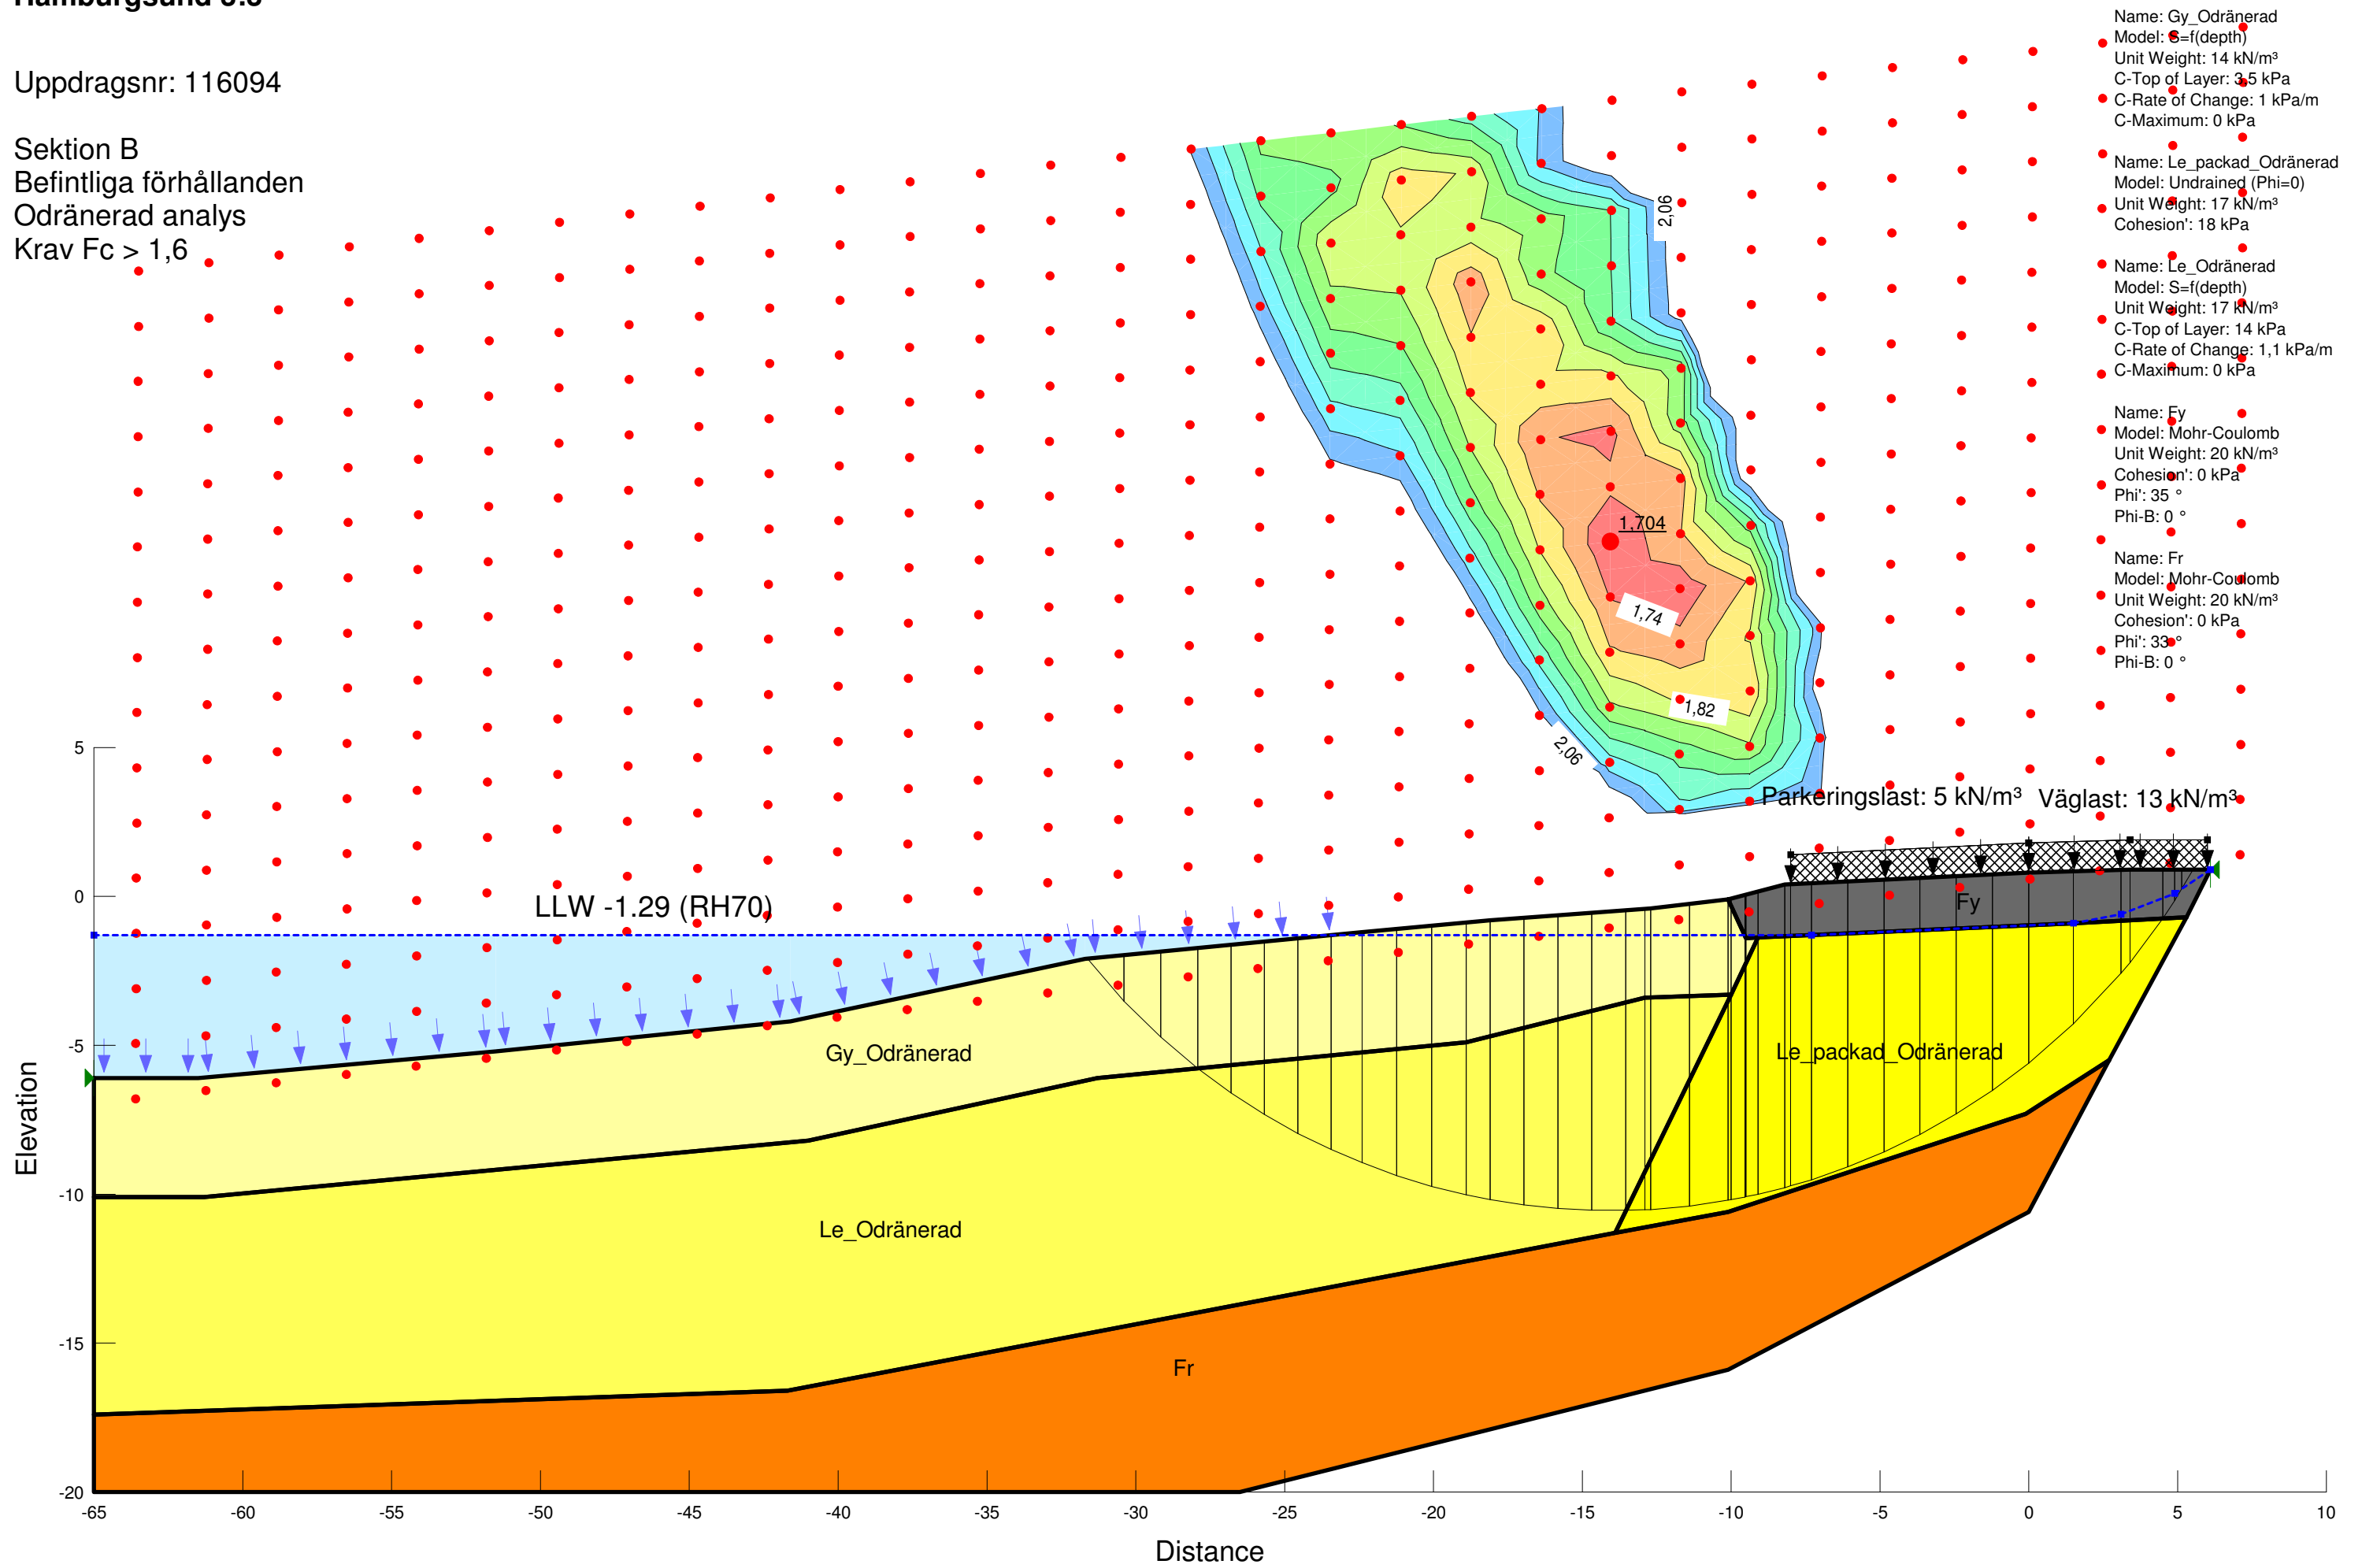 Uppdragsnr: 116094
Sektion B
Befintliga förhållanden
Odränerad analys
Krav Fc > 1,6
Name: Gy_Odränerad
Model: S=f(depth)
Unit Weight: 14 kN/m³
C-Top of Layer: 3,5 kPa
C-Rate of Change: 1 kPa/m
C-Maximum: 0 kPa
Name: Le_packad_Odränerad
Model: Undrained (Phi=0)
Unit Weight: 17 kN/m³
Cohesion': 18 kPa
Name: Le_Odränerad
Model: S=f(depth)
Unit Weight: 17 kN/m³
C-Top of Layer: 14 kPa
C-Rate of Change: 1,1 kPa/m
C-Maximum: 0 kPa
Name: Fy
Model: Mohr-Coulomb
Unit Weight: 20 kN/m³
Cohesion': 0 kPa
Phi': 35 °
Phi-B: 0 °
Name: Fr
Model: Mohr-Coulomb
Unit Weight: 20 kN/m³
Cohesion': 0 kPa
Phi': 33 °
Phi-B: 0 °
2,06
1,704
1,74
1,82
2,06
Parkeringslast: 5 kN/m³ Väglast: 13 kN/m³
LLW -1.29 (RH70)
Fy
Gy_Odränerad
Le_packad_Odränerad
Le_Odränerad
Fr
5
0
-5
-10
-15
-20
Elevation
-65 -60 -55 -50 -45 -40 -35 -30 -25 -20 -15 -10 -5 0 5 10
Distance